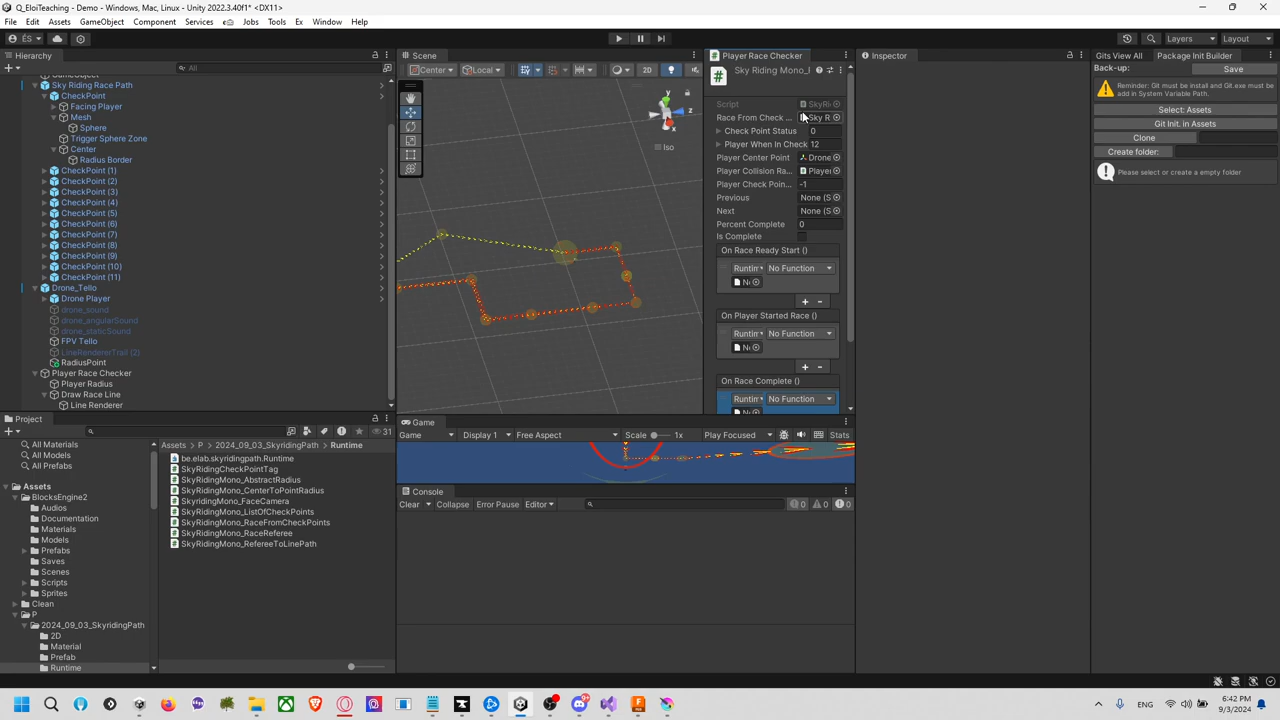 Q_EloiTeaching - Demo - Windows, Mac, Linux - Unity 2022.3.40f1* <DX11>
File Edit Assets GameObject Component Services Jobs Tools Ex Window Help
ÉS Layers Layout
Hierarchy
All
GameObject
Sky Riding Race Path
CheckPoint
Facing Player
Mesh
Sphere
Trigger Sphere Zone
Center
Radius Border
CheckPoint (1)
CheckPoint (2)
CheckPoint (3)
CheckPoint (4)
CheckPoint (5)
CheckPoint (6)
CheckPoint (7)
CheckPoint (8)
CheckPoint (9)
CheckPoint (10)
CheckPoint (11)
Drone_Tello
Drone Player
drone_sound
drone_angularSound
drone_staticSound
FPV Tello
LineRendererTrail (2)
RadiusPoint
Player Race Checker
Player Radius
Draw Race Line
Line Renderer
Scene
Center Local 2D
y
z
Iso
Player Race Checker
Sky Riding Mono_
Script SkyRi
Race From Check Sky R
Check Point Status 0
Player When in Check 12
Player Center Point Drone
Player Collision Ra... Player
Player Check Poin... -1
Previous None (S
Next None (S
Percent Complete 0
Is Complete
On Race Ready Start ()
Runtin No Function
+ -
On Player Started Race ()
Runtin No Function
+ -
On Race Complete ()
Runtin No Function
Inspector
Gits View All Package Init Builder
Back-up: Save
Reminder: Git must be install and Git.exe must be
add in System Variable Path.
Select: Assets
Git Init. in Assets
Clone
Create folder:
Please select or create a empty folder
Project
31
All Materials
All Models
All Prefabs
Assets
BlocksEngine2
Audios
Documentation
Materials
Models
Prefabs
Saves
Scenes
Scripts
Sprites
Clean
P
2024_09_03_SkyridingPath
2D
Material
Prefab
Runtime
Assets > P > 2024_09_03_SkyridingPath > Runtime
be.elab.skyridingpath.Runtime
SkyRidingCheckPointTag
SkyRidingMono_AbstractRadius
SkyRidingMono_CenterToPointRadius
SkyridingMono_FaceCamera
SkyRidingMono_ListOfCheckPoints
SkyRidingMono_RaceFromCheckPoints
SkyRidingMono_RaceReferee
SkyRidingMono_RefereeToLinePath
Game
Game Display 1 Free Aspect Scale 1x Play Focused Stats
Console
Clear Collapse Error Pause Editor 0 0 0
ENG
6:42 PM
9/3/2024